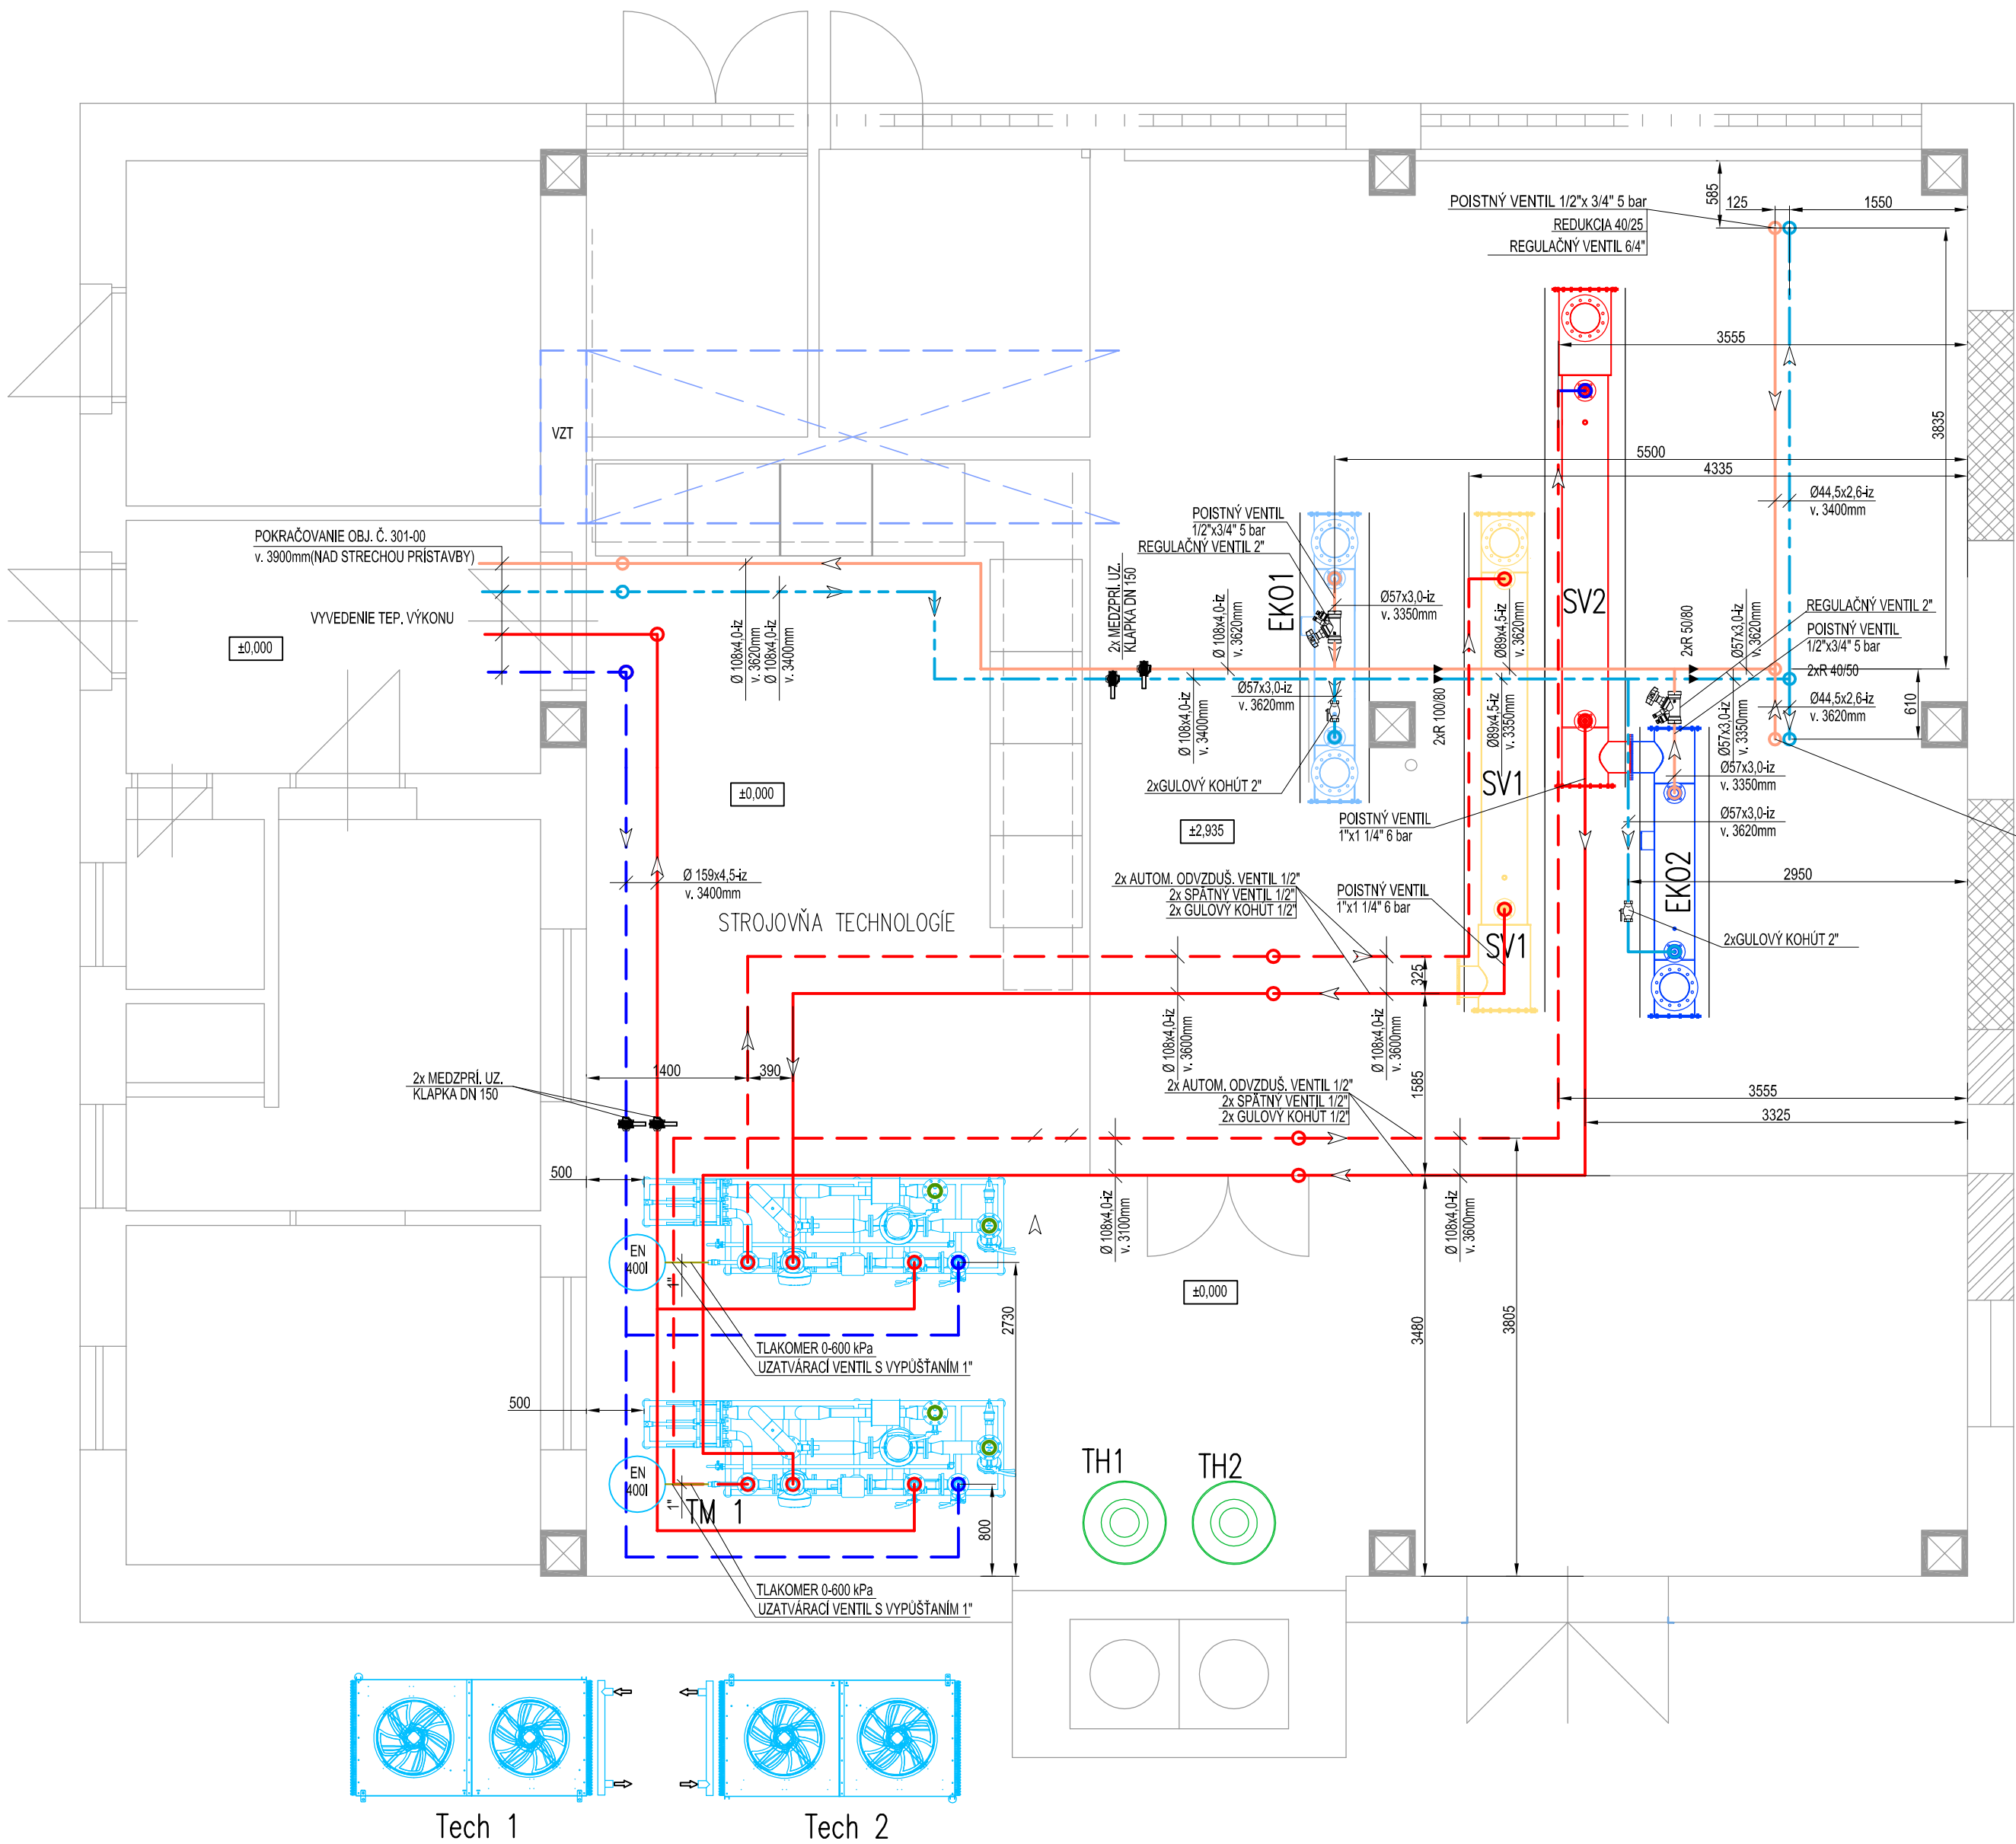 POISTNÝ VENTIL 1/2"x 3/4" 5 bar
REDUKCIA 40/25
REGULAČNÝ VENTIL 6/4"
585
125
1550
3555
3835
VZT
5500
4335
Ø44,5x2,6-iz
v. 3400mm
POISTNÝ VENTIL
1/2"x3/4" 5 bar
REGULAČNÝ VENTIL 2"
POKRAČOVANIE OBJ. Č. 301-00
v. 3900mm(NAD STRECHOU PRÍSTAVBY)
VYVEDENIE TEP. VÝKONU
±0,000
Ø 108x4,0-iz
v. 3620mm
Ø 108x4,0-iz
v. 3400mm
2x MEDZPRÍ. UZ.
KLAPKA DN 150
Ø 108x4,0-iz
v. 3620mm
EKO1
Ø57x3,0-iz
v. 3350mm
Ø89x4,5-iz
v. 3620mm
SV2
2xR 50/80
Ø57x3,0-iz
v. 3620mm
REGULAČNÝ VENTIL 2"
POISTNÝ VENTIL
1/2"x3/4" 5 bar
2xR 40/50
Ø44,5x2,6-iz
v. 3620mm
610
Ø 108x4,0-iz
v. 3400mm
Ø57x3,0-iz
v. 3620mm
2xR 100/80
Ø89x4,5-iz
v. 3350mm
Ø57x3,0-iz
v. 3350mm
Ø57x3,0-iz
v. 3350mm
Ø57x3,0-iz
v. 3620mm
2xGULOVÝ KOHÚT 2"
SV1
±0,000
±2,935
POISTNÝ VENTIL
1"x1 1/4" 6 bar
EKO2
2950
Ø 159x4,5-iz
v. 3400mm
2x AUTOM. ODVZDUŠ. VENTIL 1/2"
2x SPÄTNÝ VENTIL 1/2"
2x GULOVÝ KOHÚT 1/2"
POISTNÝ VENTIL
1"x1 1/4" 6 bar
STROJOVŇA TECHNOLOGÍE
SV1
2xGULOVÝ KOHÚT 2"
325
Ø 108x4,0-iz
v. 3600mm
Ø 108x4,0-iz
v. 3600mm
1400
390
1585
2x MEDZPRÍ. UZ.
KLAPKA DN 150
2x AUTOM. ODVZDUŠ. VENTIL 1/2"
2x SPÄTNÝ VENTIL 1/2"
2x GULOVÝ KOHÚT 1/2"
3555
3325
500
Ø 108x4,0-iz
v. 3100mm
Ø 108x4,0-iz
v. 3600mm
EN
400l
1"
±0,000
2730
3480
3805
TLAKOMER 0-600 kPa
UZATVÁRACÍ VENTIL S VYPÚŠŤANÍM 1"
500
EN
400l
1"
TM 1
800
TH1
TH2
TLAKOMER 0-600 kPa
UZATVÁRACÍ VENTIL S VYPÚŠŤANÍM 1"
Tech 1
Tech 2